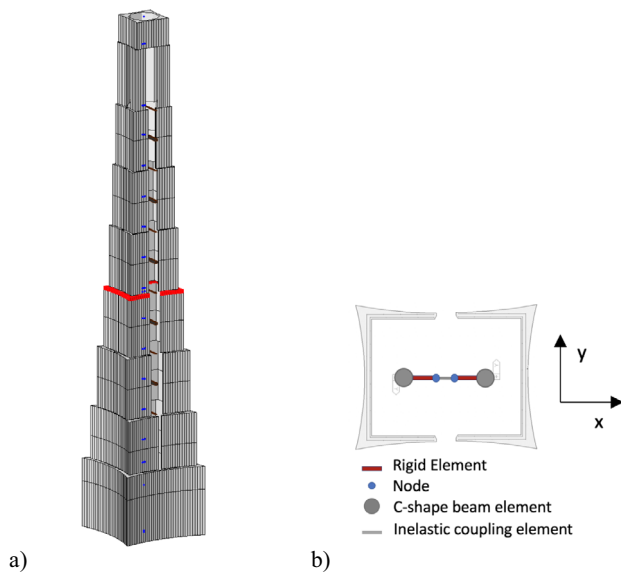 y
x
Rigid Element
Node
C-shape beam element
Inelastic coupling element
a)
b)